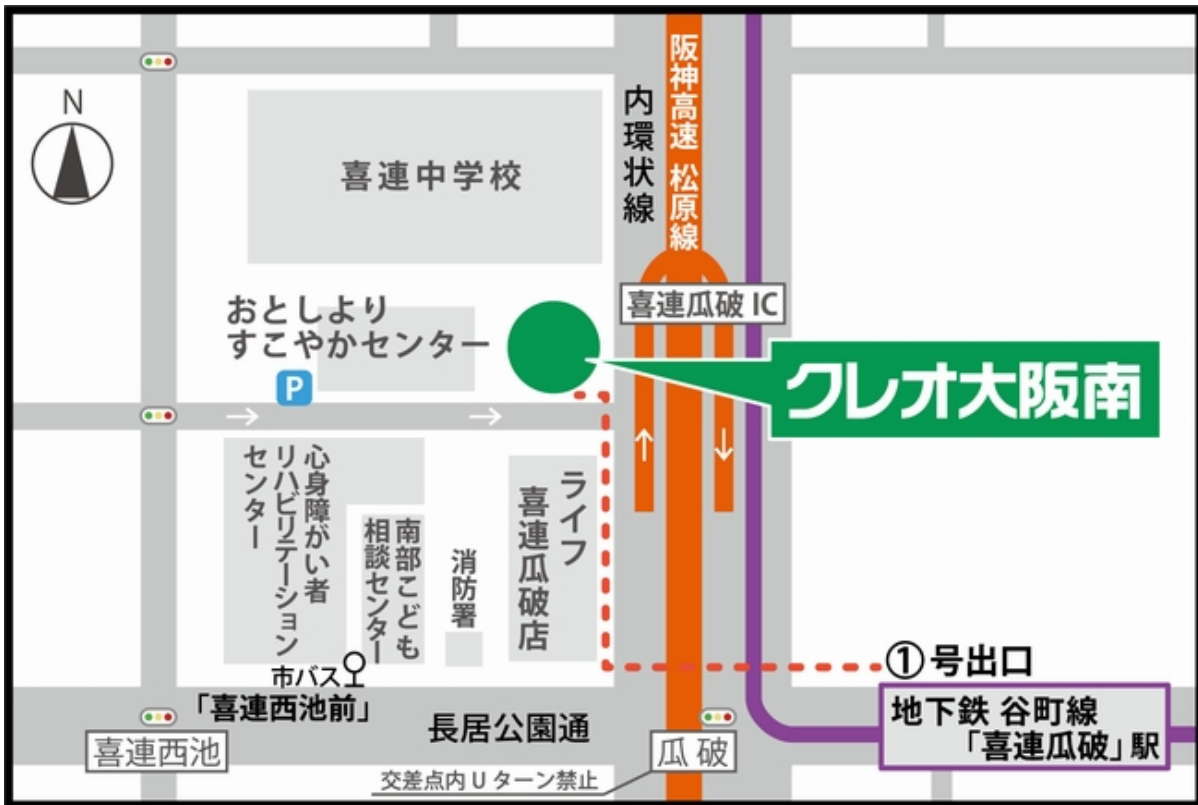 N
喜連中学校
内環状線
阪神高速 松原線
おとしより
すこやかセンター
P
喜連瓜破 IC
クレオ大阪南
心身障がい者
リハビリテーション
センター
南部こども
相談センター
消防署
ライフ
喜連瓜破店
①号出口
地下鉄 谷町線
「喜連瓜破」駅
市バス
「喜連西池前」
長居公園通
喜連西池
瓜破
交差点内Uターン禁止